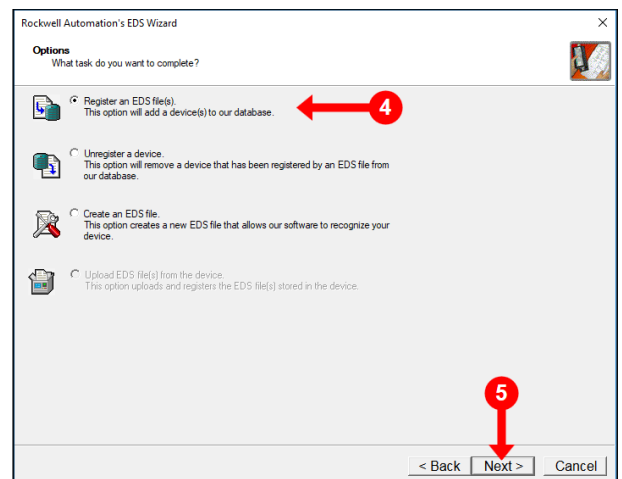 Rockwell Automation's EDS Wizard
Options
What task do you want to complete?
Register an EDS file(s).
This option will add a device(s) to our database.
4
Unregister a device.
This option will remove a device that has been registered by an EDS file from
our database.
Create an EDS file.
This option creates a new EDS file that allows our software to recognize your
device.
Upload EDS file(s) from the device.
This option uploads and registers the EDS file(s) stored in the device.
5
< Back Next > Cancel